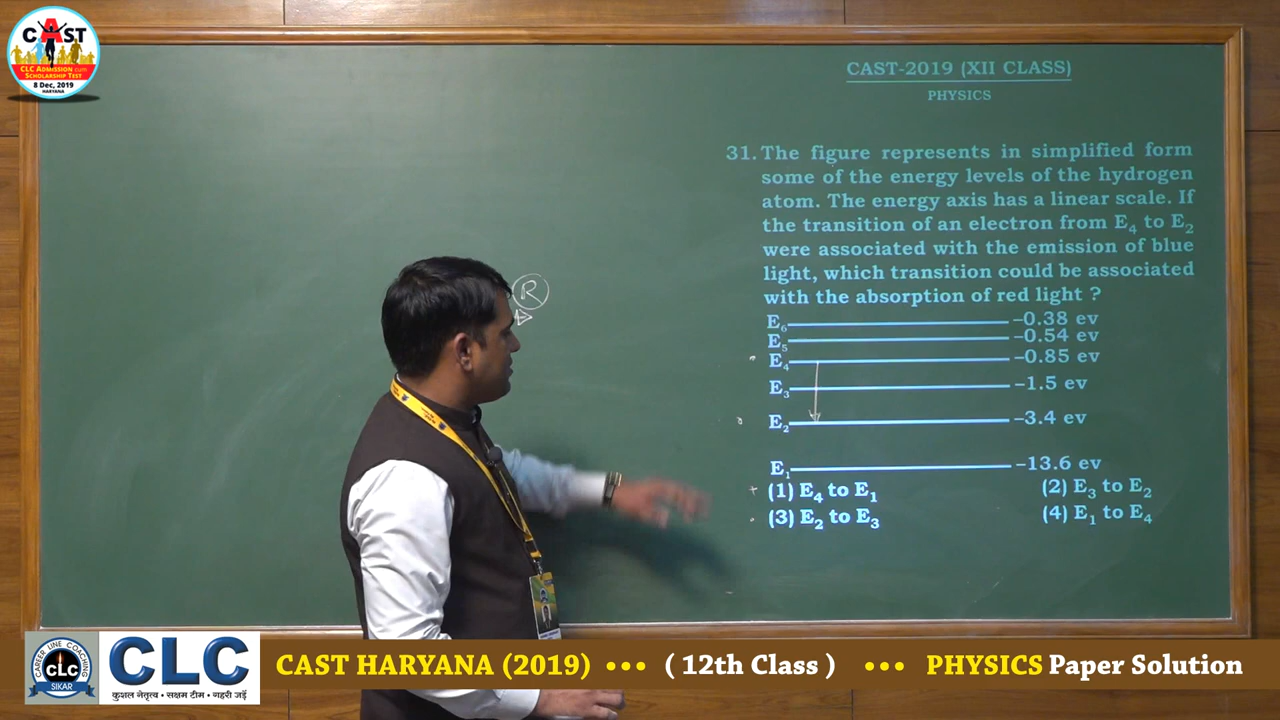 CAST
CLC ADMISSION cum
SCHOLARSHIP TEST
8 Dec, 2019
HARYANA
CAST-2019 (XII CLASS)
PHYSICS
31. The figure represents in simplified form
some of the energy levels of the hydrogen
atom. The energy axis has a linear scale. If
the transition of an electron from E₄ to E₂
were associated with the emission of blue
light, which transition could be associated
with the absorption of red light ?
R
E₆ –0.38 ev
E₅ –0.54 ev
E₄ –0.85 ev
E₃ –1.5 ev
E₂ –3.4 ev
E₁ –13.6 ev
(1) E₄ to E₁ (2) E₃ to E₂
(3) E₂ to E₃ (4) E₁ to E₄
CAREER LINE COACHING
CLC
SIKAR
CLC
कुशल नेतृत्व • सक्षम टीम • गहरी जड़ें
CAST HARYANA (2019) ••• ( 12th Class ) ••• PHYSICS Paper Solution